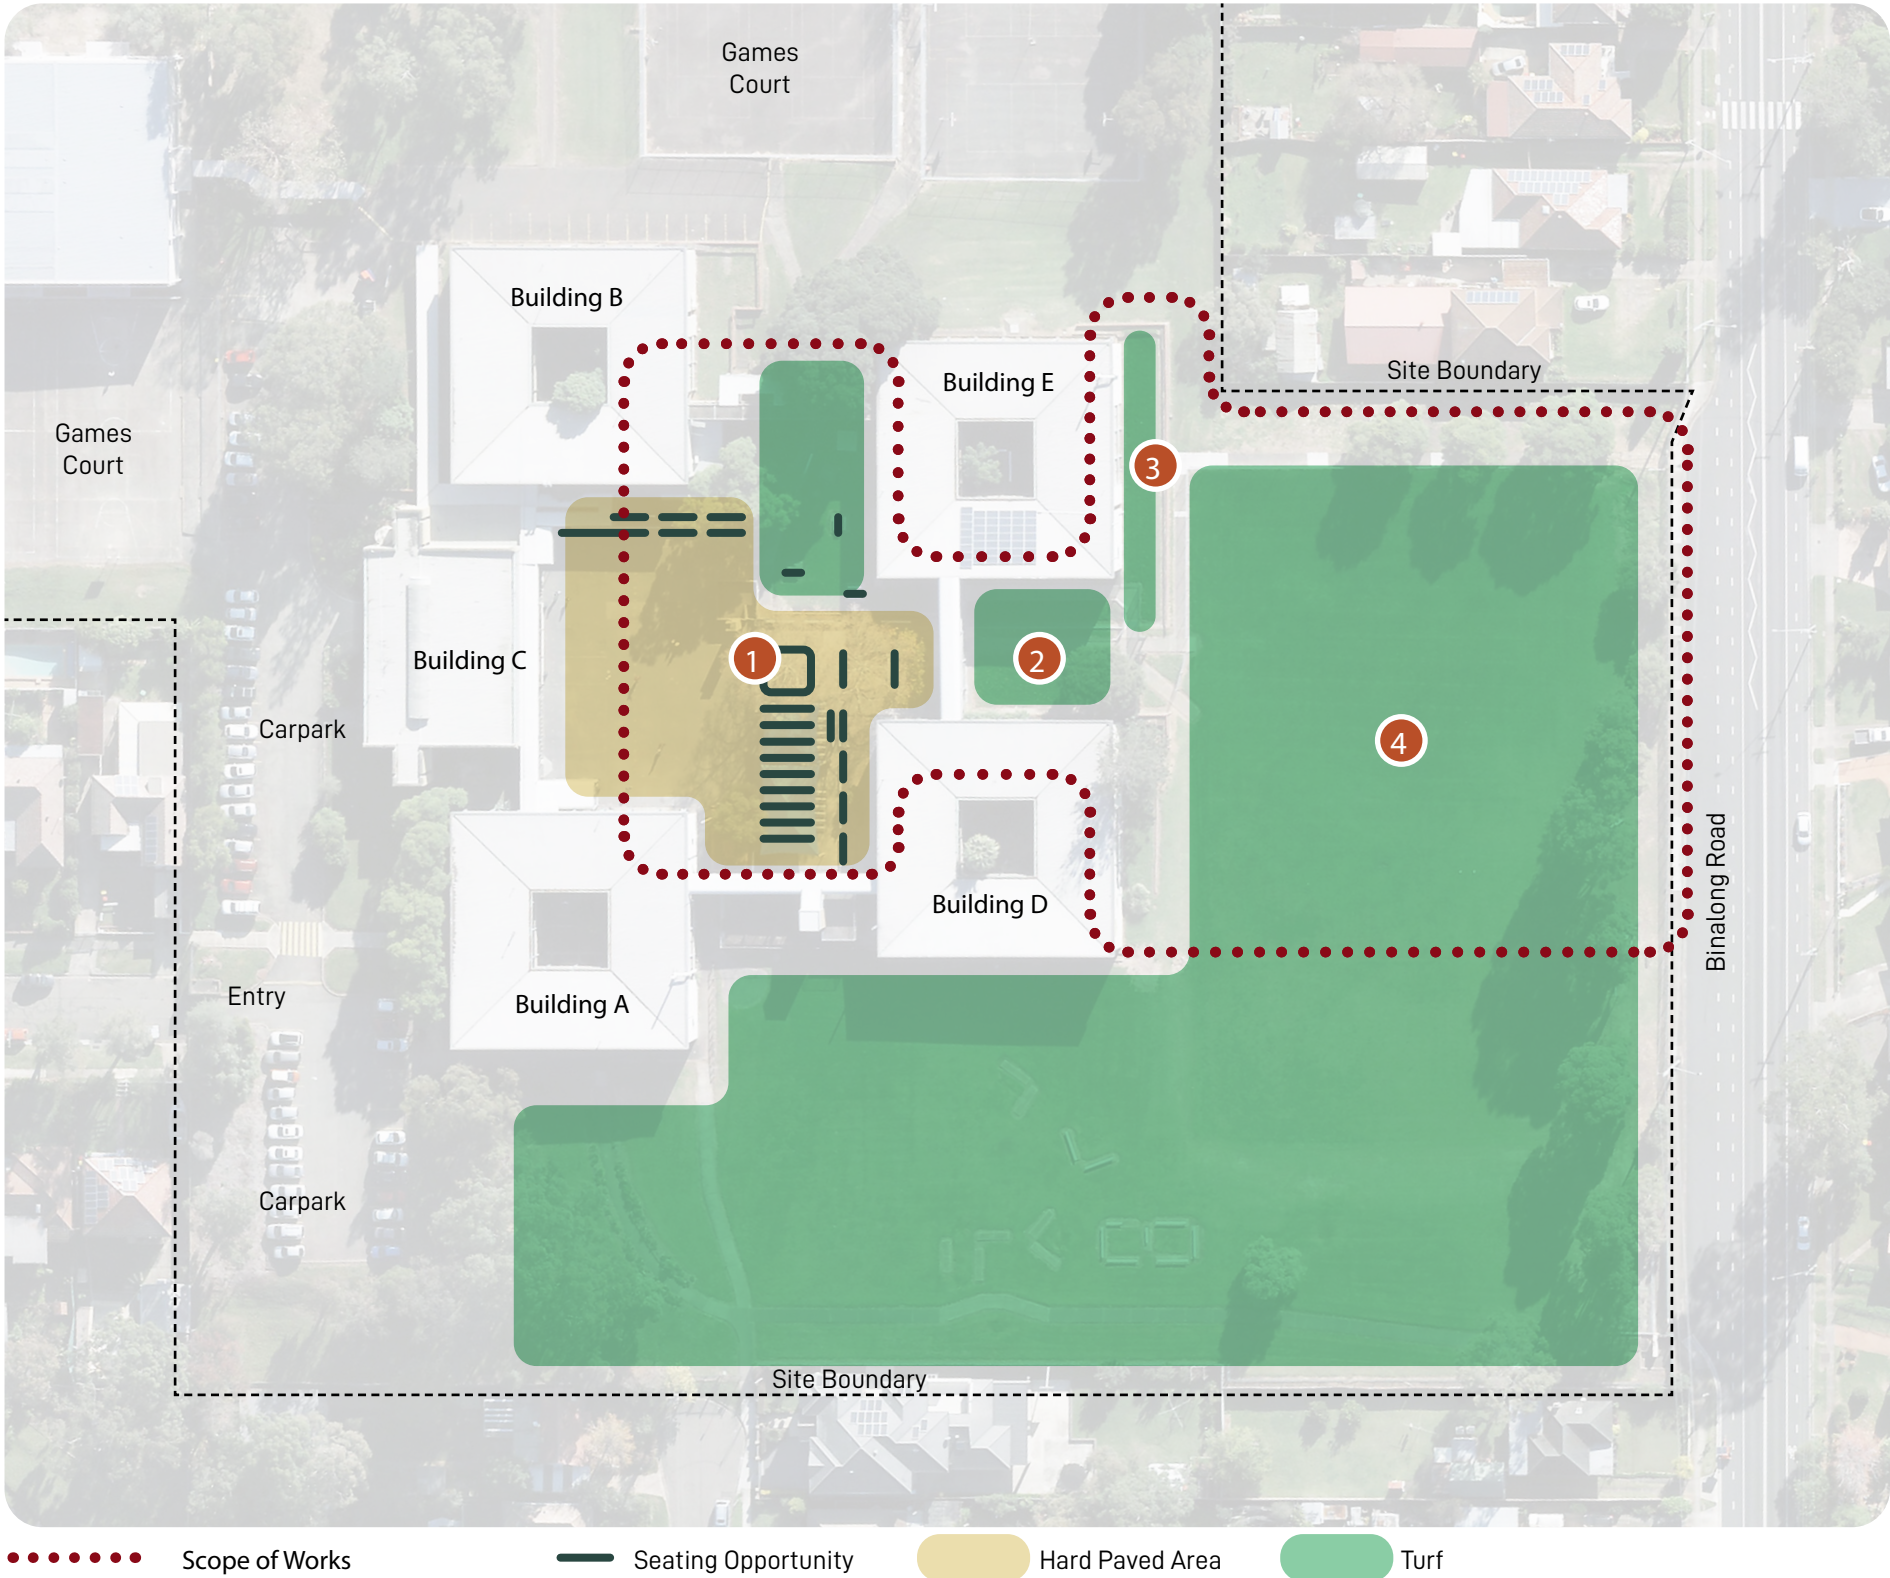 Games
Court
Building B
Building E
Site Boundary
Games
Court
3
1
2
Building C
Carpark
4
Binalong Road
Building D
Entry
Building A
Carpark
Site Boundary
Scope of Works
Seating Opportunity
Hard Paved Area
Turf